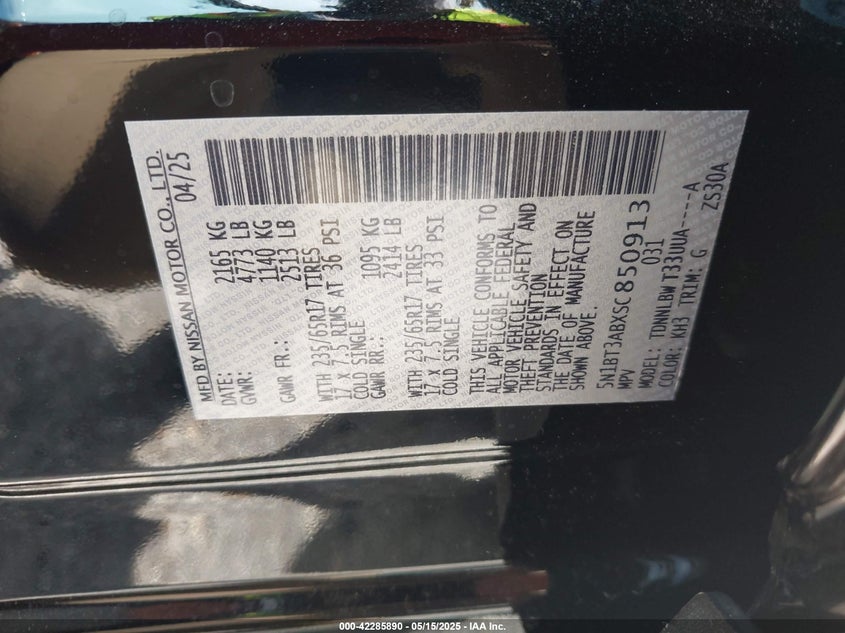 MFD BY NISSAN MOTOR CO., LTD.
DATE: 04/25
GVWR: 2165 KG
4773 LB
GAWR FR.: 1140 KG
2513 LB
WITH 235/65R17 TIRES
17 X 7.5 RIMS AT 36 PSI
COLD SINGLE
GAWR RR.: 1095 KG
2414 LB
WITH 235/65R17 TIRES
17 X 7.5 RIMS AT 33 PSI
COLD SINGLE
THIS VEHICLE CONFORMS TO
ALL APPLICABLE FEDERAL
MOTOR VEHICLE SAFETY AND
THEFT PREVENTION
STANDARDS IN EFFECT ON
THE DATE OF MANUFACTURE
SHOWN ABOVE.
5N1BT3ABXSC850913
MPV 031
MODEL: TDNNLBW T33UUA-----A
COLOR: KH3 TRIM: G ZS30A
000-42285890 - 05/15/2025 - IAA Inc.